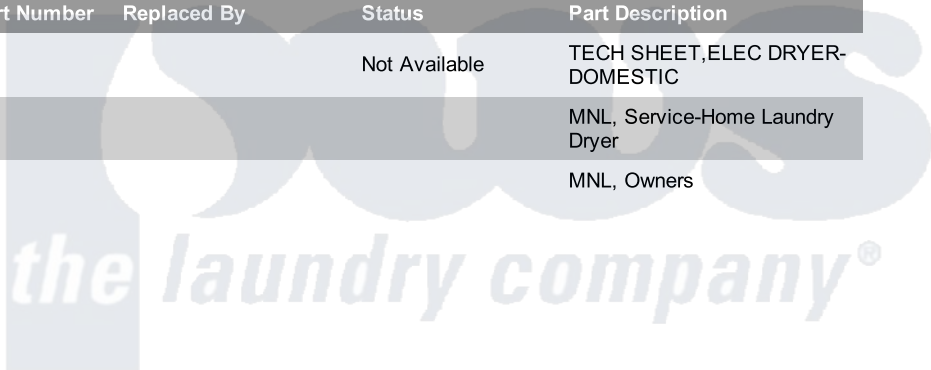 rt Number Replaced By Status Part Description
Not Available
TECH SHEET,ELEC DRYER-
DOMESTIC
MNL, Service-Home Laundry
Dryer
MNL, Owners
the laundry company®